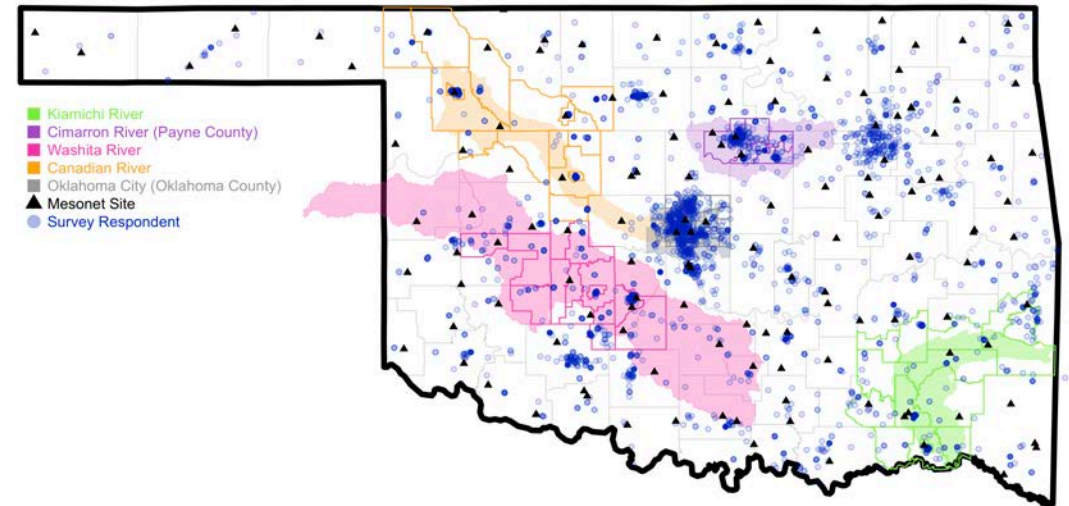 Kiamichi River
Cimarron River (Payne County)
Washita River
Canadian River
Oklahoma City (Oklahoma County)
Mesonet Site
Survey Respondent